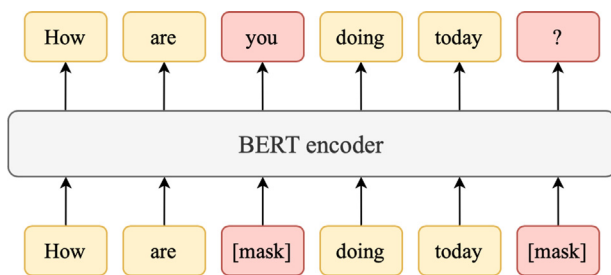 How are you doing today ?
BERT encoder
How are [mask] doing today [mask]